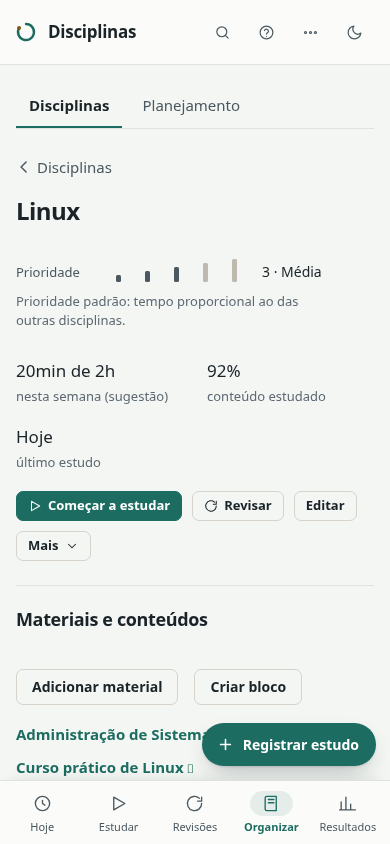 Disciplinas
Disciplinas Planejamento
Disciplinas
Linux
Prioridade 3 · Média
Prioridade padrão: tempo proporcional ao das
outras disciplinas.
20min de 2h 92%
nesta semana (sugestão) conteúdo estudado
Hoje
último estudo
Começar a estudar Revisar Editar
Mais
Materiais e conteúdos
Adicionar material Criar bloco
Administração de
Registrar estudo
Curso prático de Linux
Hoje Estudar Revisões Organizar Resultados